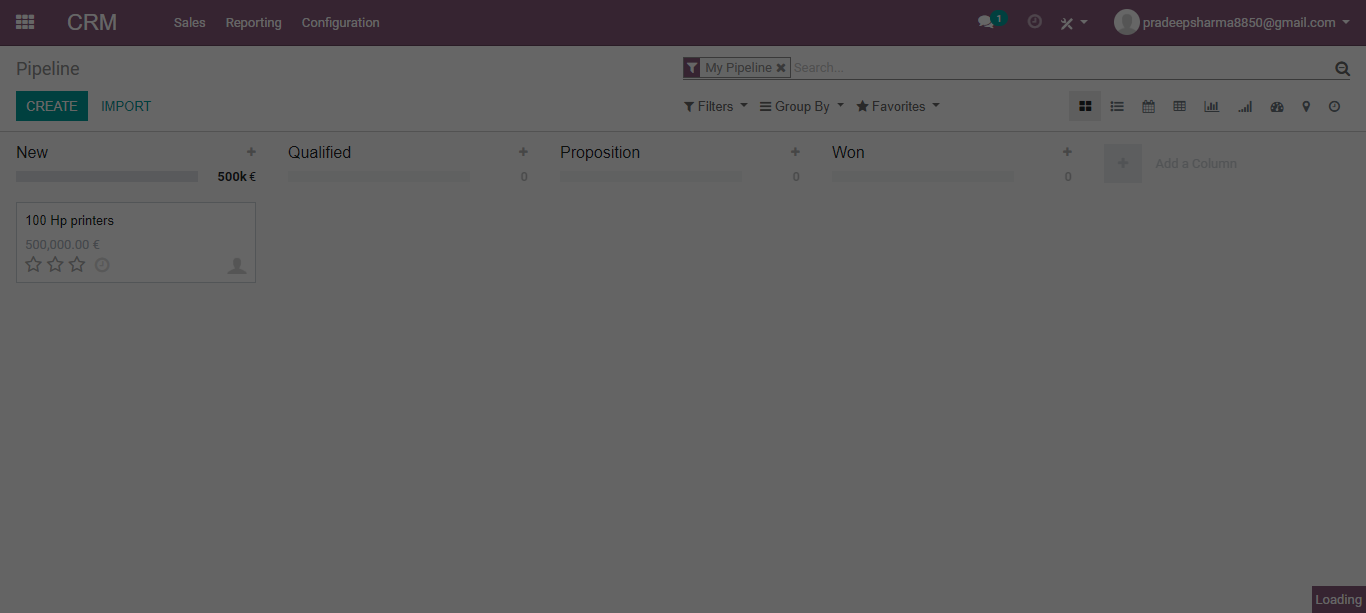 CRM Sales Reporting Configuration 1 pradeepsharma8850@gmail.com
Pipeline My Pipeline Search...
CREATE IMPORT Filters Group By Favorites
New + Qualified + Proposition + Won + + Add a Column
500k € 0 0 0
100 Hp printers
500,000.00 €
Loading